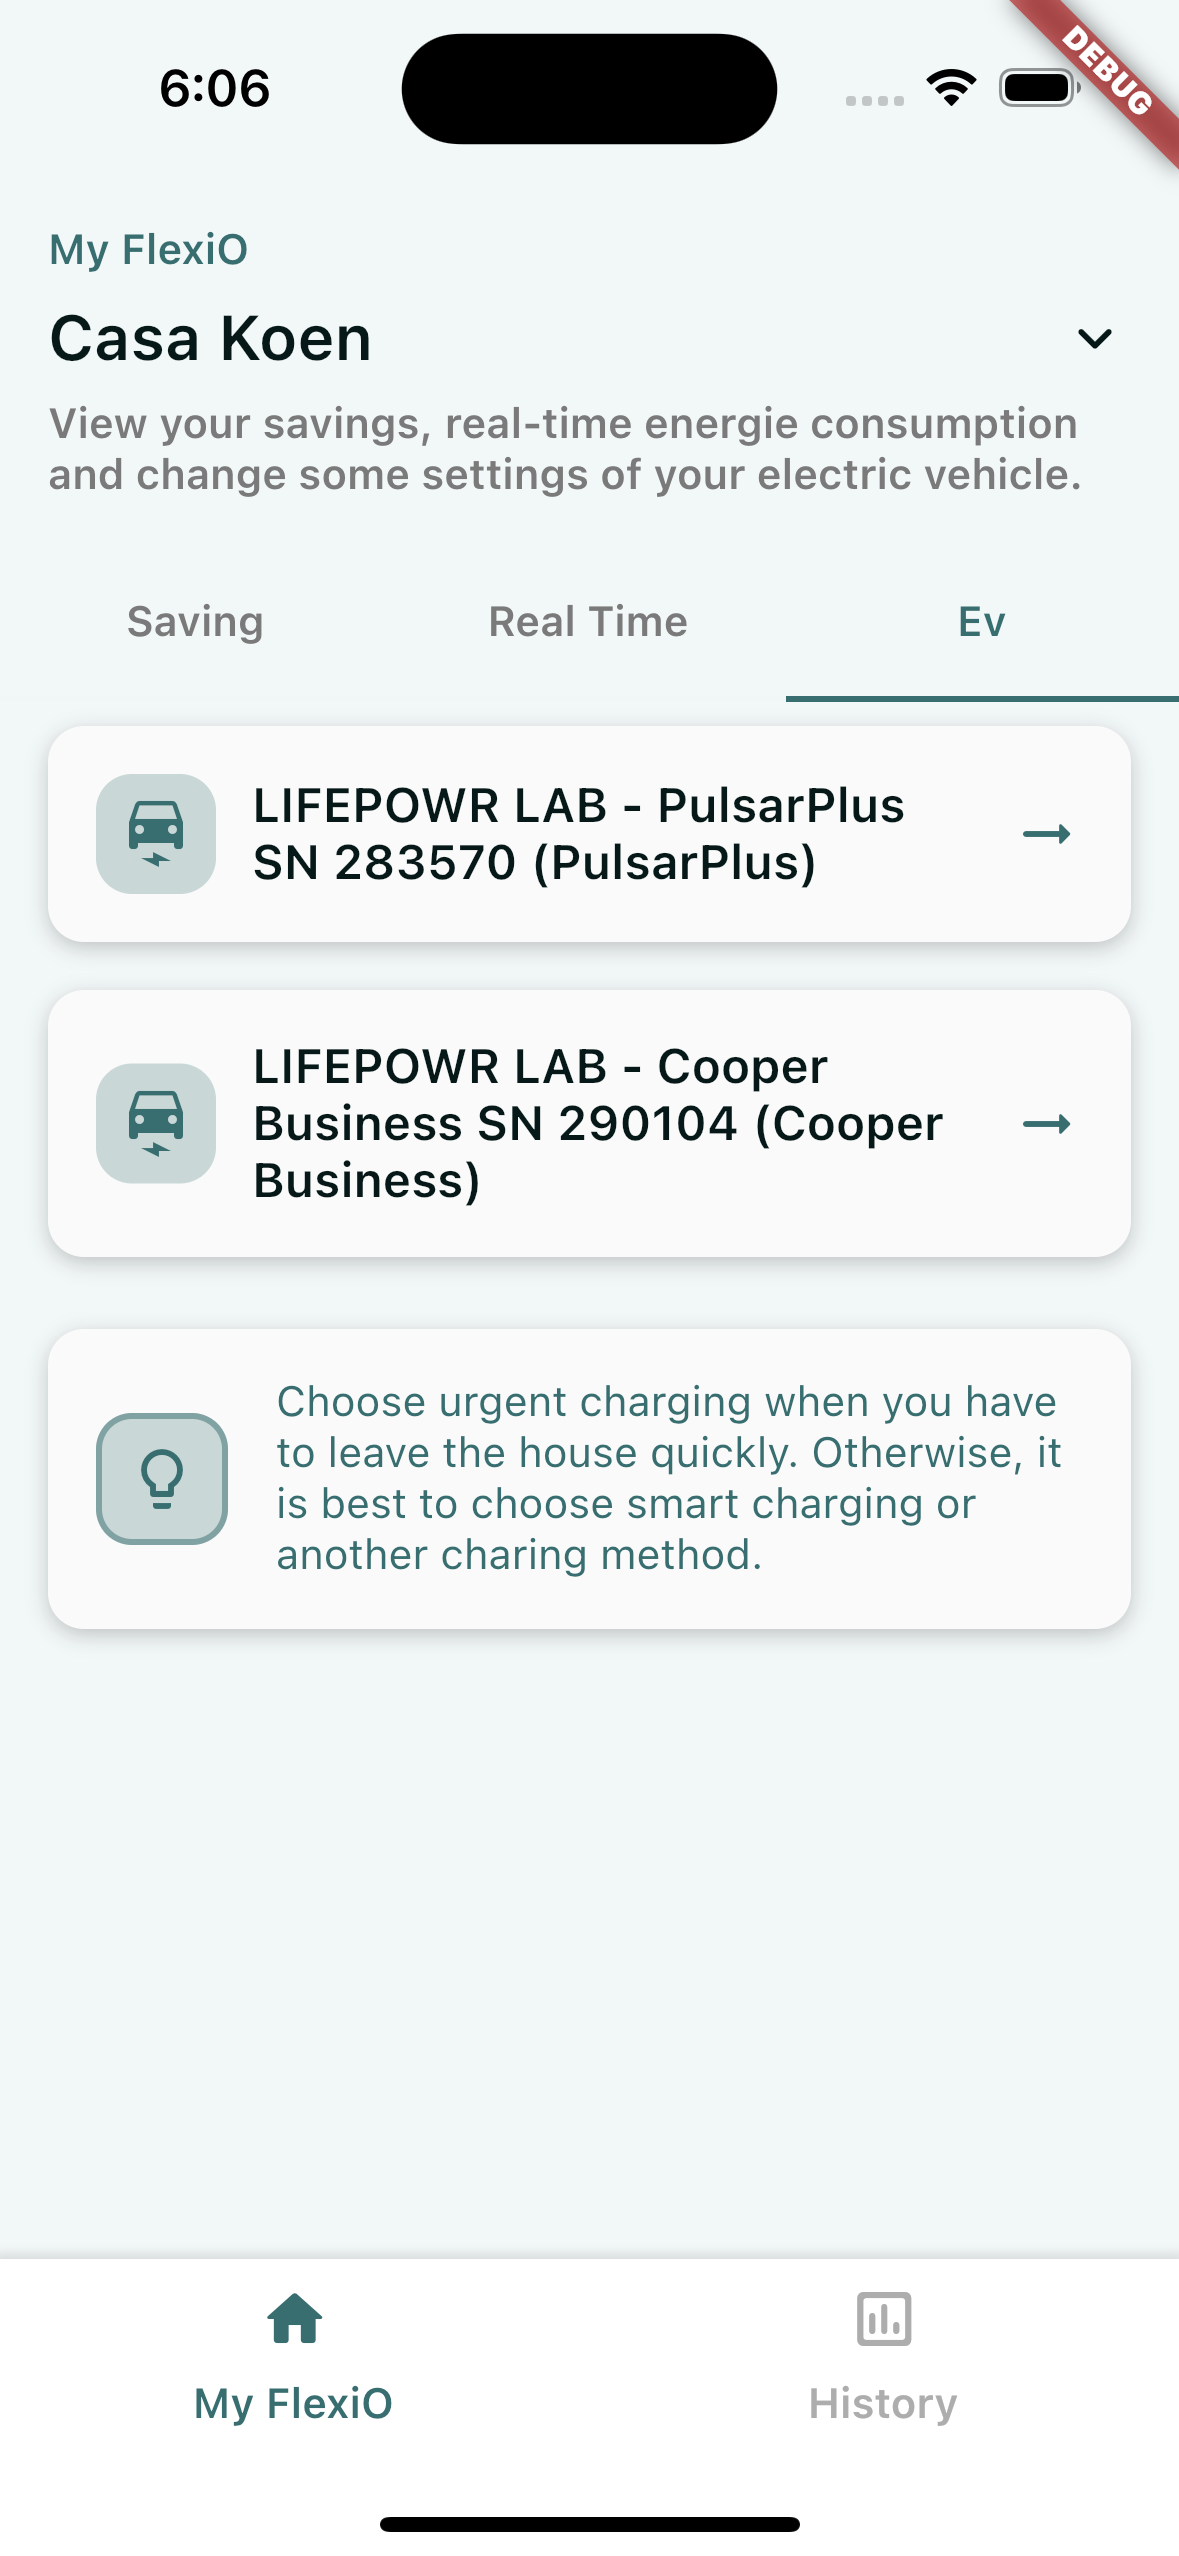 6:06
DEBUG
My FlexiO
Casa Koen
View your savings, real-time energie consumption
and change some settings of your electric vehicle.
Saving
Real Time
Ev
LIFEPOWR LAB - PulsarPlus
SN 283570 (PulsarPlus)
LIFEPOWR LAB - Cooper
Business SN 290104 (Cooper
Business)
Choose urgent charging when you have
to leave the house quickly. Otherwise, it
is best to choose smart charging or
another charing method.
My FlexiO
History